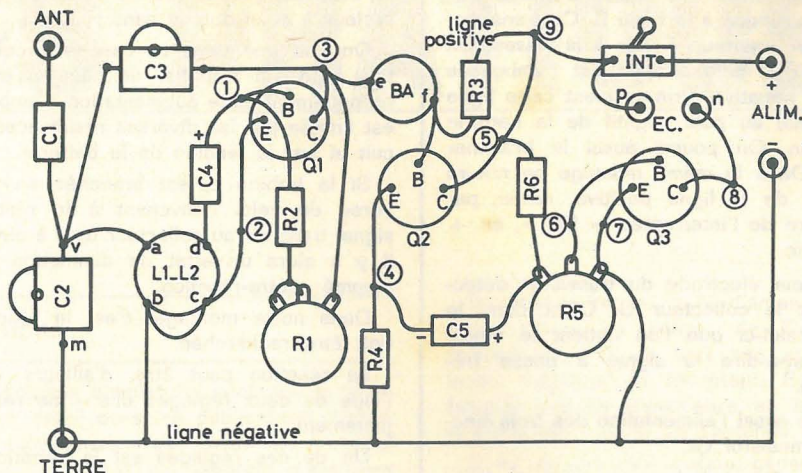 ANT
ligne
positive
9
INT
+
ALIM.
-
C3
3
1
B
E
C
Q1
e
BA
f
R3
p
EC.
n
C1
+
C4
5
R6
B
E
C
Q2
B
E
C
Q3
8
2
R2
6
7
v
a
d
L1_L2
b
c
C2
m
4
R1
R4
-
C5
+
R5
ligne négative
TERRE